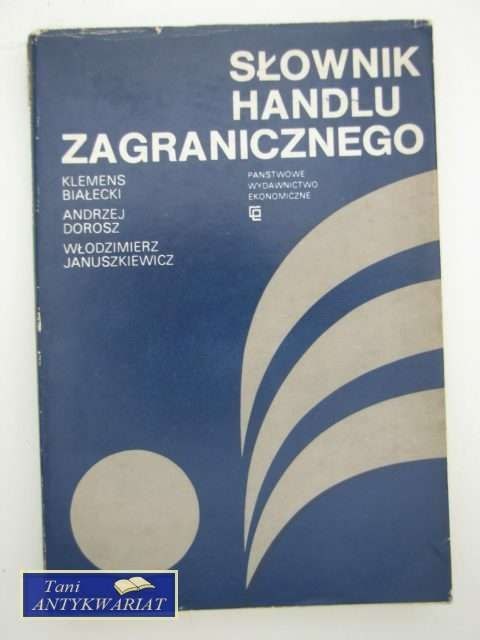 SŁOWNIK
HANDLU
ZAGRANICZNEGO
KLEMENS
BIAŁECKI
ANDRZEJ
DOROSZ
WŁODZIMIERZ
JANUSZKIEWICZ
PAŃSTWOWE
WYDAWNICTWO
EKONOMICZNE
Tani
ANTYKWARIAT